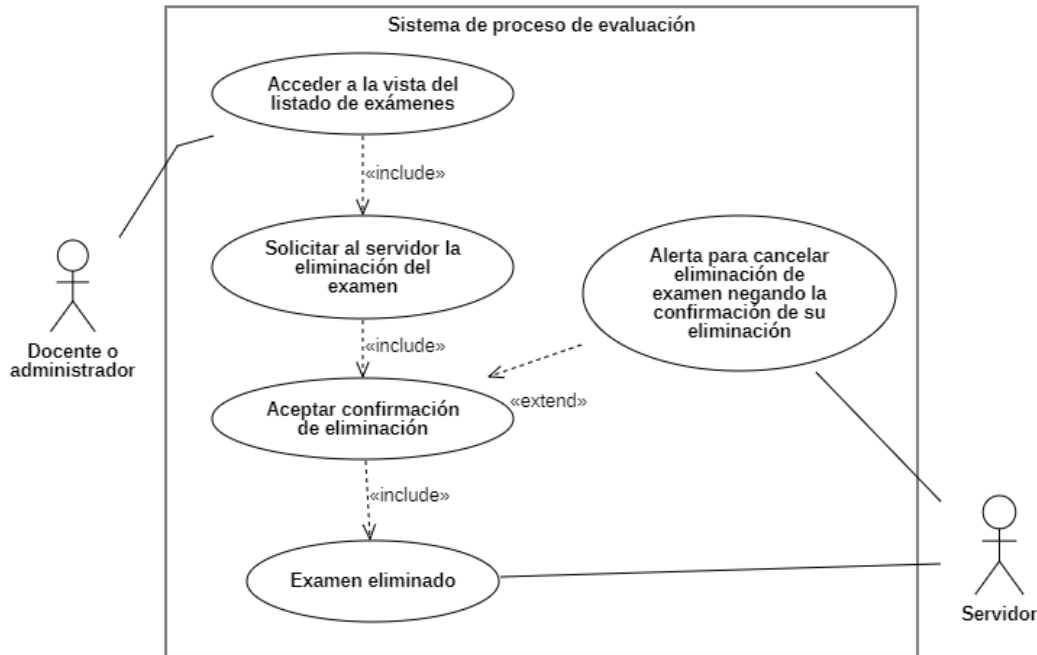 Sistema de proceso de evaluación
Acceder a la vista del
listado de exámenes
«include»
Solicitar al servidor la
eliminación del
examen
Alerta para cancelar
eliminación de
examen negando la
confirmación de su
eliminación
Docente o
administrador
«include»
«extend»
Aceptar confirmación
de eliminación
«include»
Examen eliminado
Servidor